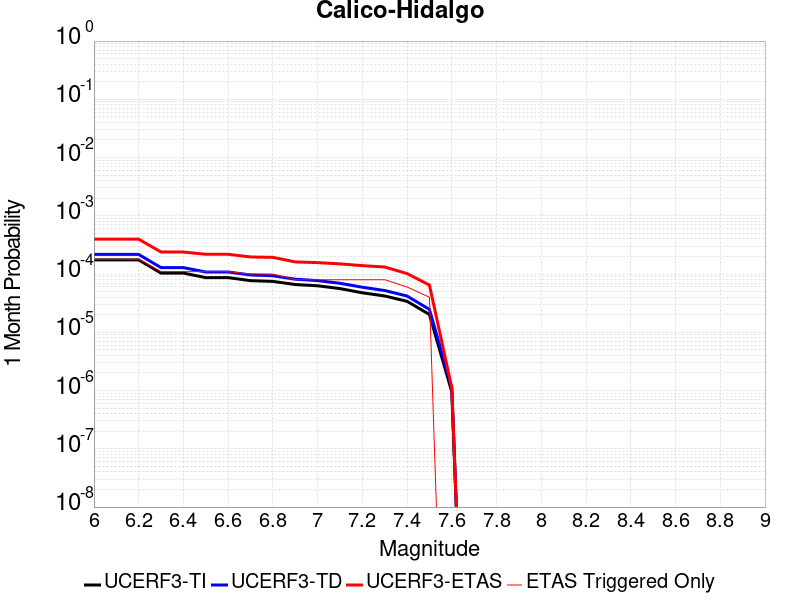 Calico-Hidalgo
1 Month Probability
10^0
10^-1
10^-2
10^-3
10^-4
10^-5
10^-6
10^-7
10^-8
6 6.2 6.4 6.6 6.8 7 7.2 7.4 7.6 7.8 8 8.2 8.4 8.6 8.8 9
Magnitude
UCERF3-TI UCERF3-TD UCERF3-ETAS ETAS Triggered Only